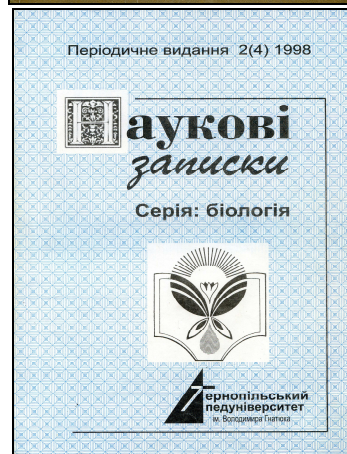 Періодичне видання 2(4) 1998
Наукові
записки
Серія: біологія
Тернопільський
педуніверситет
ім. Володимира Гнатюка